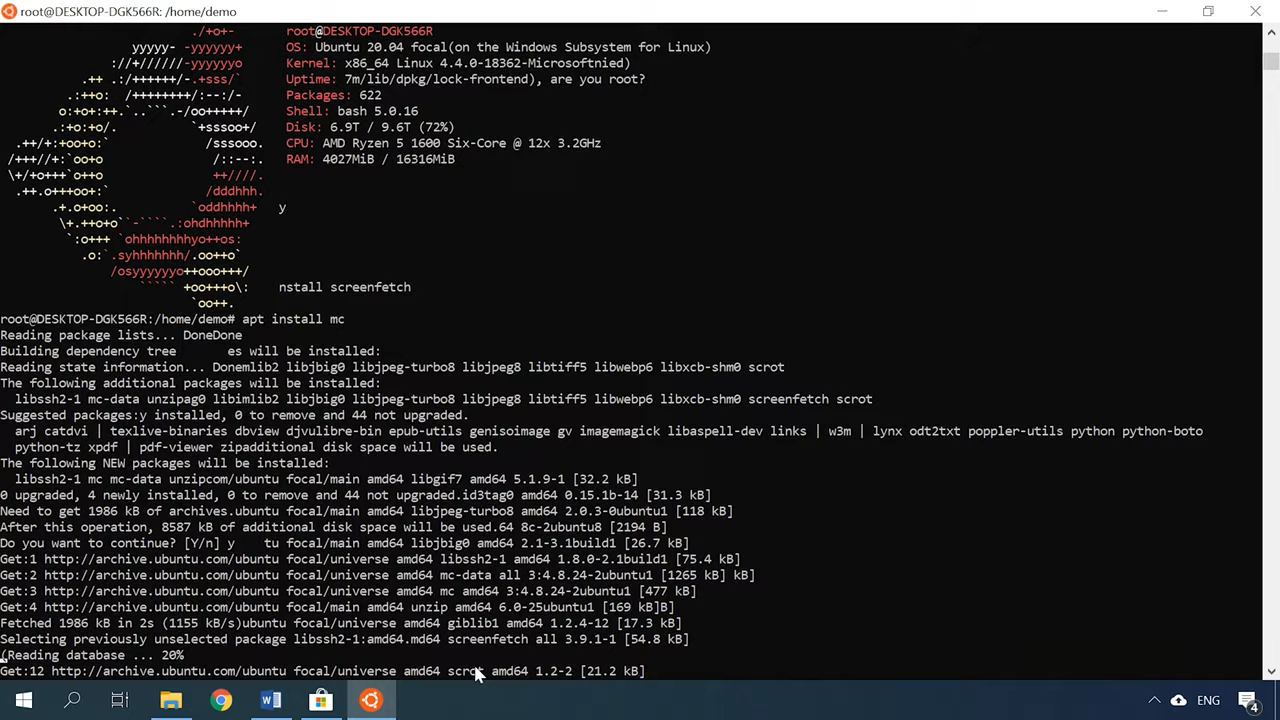 root@DESKTOP-DGK566R: /home/demo
./+o+- root@DESKTOP-DGK566R
yyyyy- -yyyyyy+ OS: Ubuntu 20.04 focal(on the Windows Subsystem for Linux)
://+//////-yyyyyyo Kernel: x86_64 Linux 4.4.0-18362-Microsoftnied)
.++ .:/++++++/-.+sss/` Uptime: 7m/lib/dpkg/lock-frontend), are you root?
.:++o: /++++++++/:--:/- Packages: 622
o:+o+:++.`..```.-/oo+++++/ Shell: bash 5.0.16
.:+o:+o/. `+sssoo+/ Disk: 6.9T / 9.6T (72%)
.++/+:+oo+o:` /sssooo. CPU: AMD Ryzen 5 1600 Six-Core @ 12x 3.2GHz
/+++//+:`oo+o /::--:. RAM: 4027MiB / 16316MiB
\+/+o+++`o++o ++////.
.++.o+++oo+:` /dddhhh.
.+.o+oo:. `oddhhhh+ y
\+.++o+o``-````.:ohdhhhhh+
`:o+++ `ohhhhhhhhyo++os:
.o:`.syhhhhhhh/.oo++o`
/osyyyyyyo++ooo+++/
````` +oo+++o\: nstall screenfetch
`oo++.
root@DESKTOP-DGK566R:/home/demo# apt install mc
Reading package lists... DoneDone
Building dependency tree es will be installed:
Reading state information... Donemlib2 libjbig0 libjpeg-turbo8 libjpeg8 libtiff5 libwebp6 libxcb-shm0 scrot
The following additional packages will be installed:
libssh2-1 mc-data unzipag0 libimlib2 libjbig0 libjpeg-turbo8 libjpeg8 libtiff5 libwebp6 libxcb-shm0 screenfetch scrot
Suggested packages:y installed, 0 to remove and 44 not upgraded.
arj catdvi | texlive-binaries dbview djvulibre-bin epub-utils genisoimage gv imagemagick libaspell-dev links | w3m | lynx odt2txt poppler-utils python python-boto
python-tz xpdf | pdf-viewer zipadditional disk space will be used.
The following NEW packages will be installed:
libssh2-1 mc mc-data unzipcom/ubuntu focal/main amd64 libgif7 amd64 5.1.9-1 [32.2 kB]
0 upgraded, 4 newly installed, 0 to remove and 44 not upgraded.id3tag0 amd64 0.15.1b-14 [31.3 kB]
Need to get 1986 kB of archives.ubuntu focal/main amd64 libjpeg-turbo8 amd64 2.0.3-0ubuntu1 [118 kB]
After this operation, 8587 kB of additional disk space will be used.64 8c-2ubuntu8 [2194 B]
Do you want to continue? [Y/n] y tu focal/main amd64 libjbig0 amd64 2.1-3.1build1 [26.7 kB]
Get:1 http://archive.ubuntu.com/ubuntu focal/universe amd64 libssh2-1 amd64 1.8.0-2.1build1 [75.4 kB]
Get:2 http://archive.ubuntu.com/ubuntu focal/universe amd64 mc-data all 3:4.8.24-2ubuntu1 [1265 kB] kB]
Get:3 http://archive.ubuntu.com/ubuntu focal/universe amd64 mc amd64 3:4.8.24-2ubuntu1 [477 kB]
Get:4 http://archive.ubuntu.com/ubuntu focal/main amd64 unzip amd64 6.0-25ubuntu1 [169 kB]B]
Fetched 1986 kB in 2s (1155 kB/s)ubuntu focal/universe amd64 giblib1 amd64 1.2.4-12 [17.3 kB]
Selecting previously unselected package libssh2-1:amd64.md64 screenfetch all 3.9.1-1 [54.8 kB]
(Reading database ... 20%
Get:12 http://archive.ubuntu.com/ubuntu focal/universe amd64 scrot amd64 1.2-2 [21.2 kB]
ENG
4